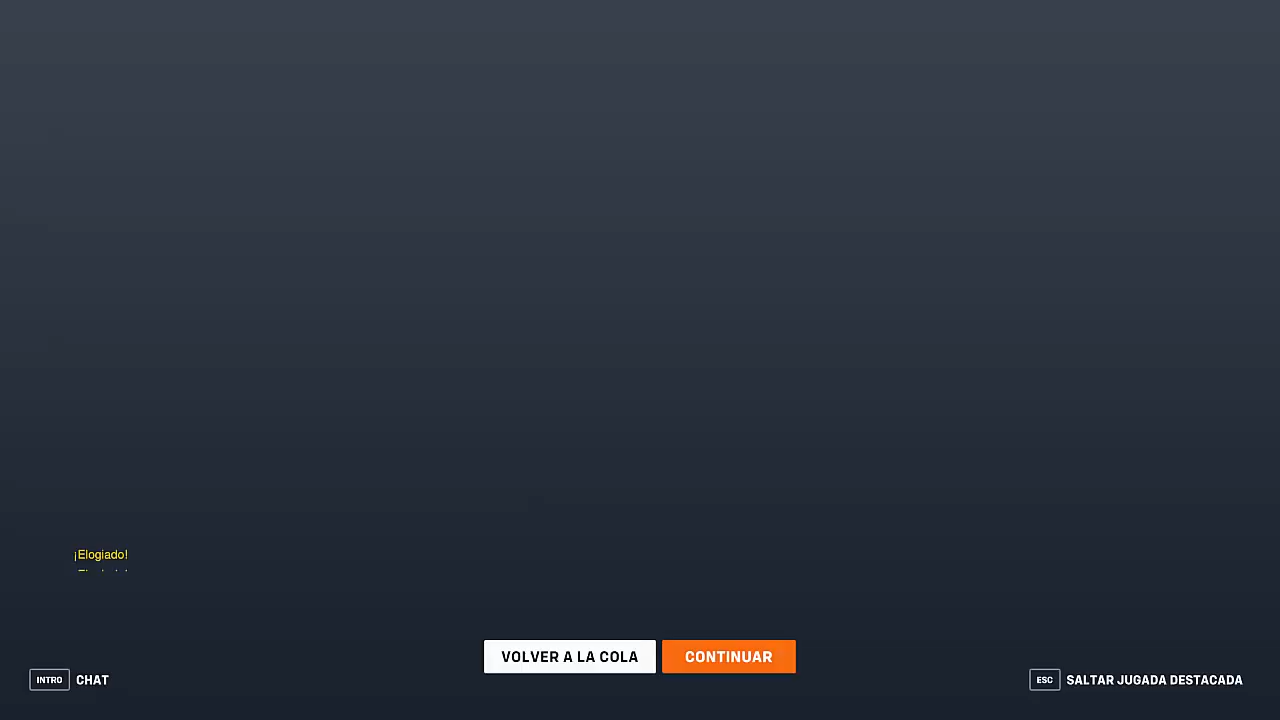 ¡Elogiado!
VOLVER A LA COLA
CONTINUAR
INTRO CHAT
ESC SALTAR JUGADA DESTACADA